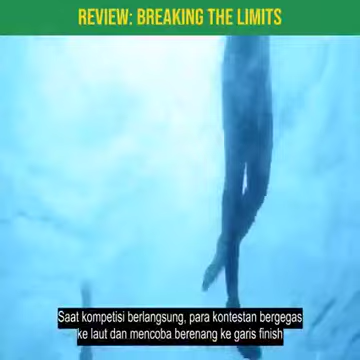 REVIEW: BREAKING THE LIMITS
Saat kompetisi berlangsung, para kontestan bergegas
ke laut dan mencoba berenang ke garis finish